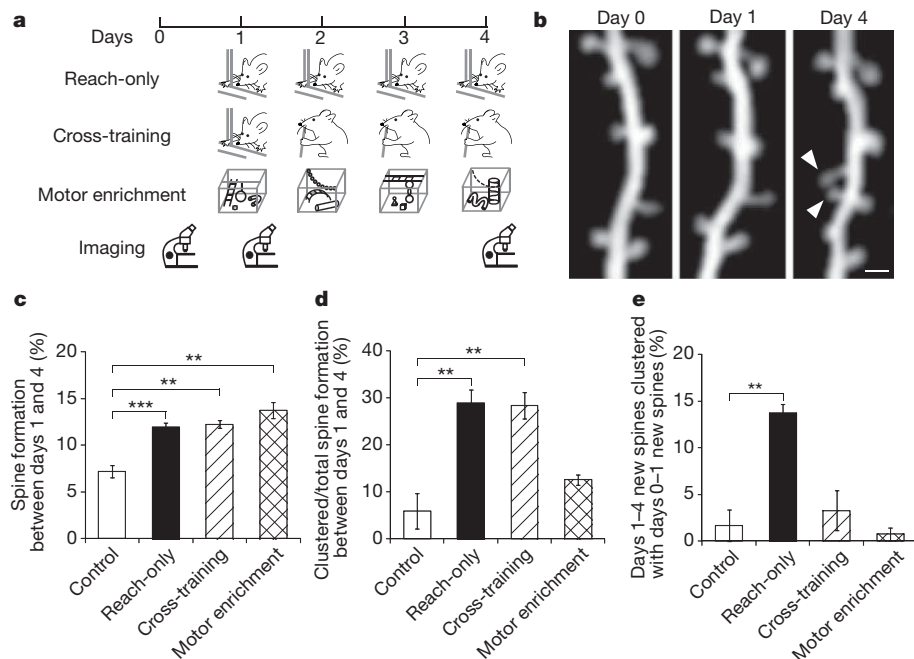 a
Days
0 1 2 3 4
Reach-only
Cross-training
Motor enrichment
Imaging
b
Day 0 Day 1 Day 4
c
Spine formation
between days 1 and 4 (%)
20
15
10
5
0
**
**
***
Control
Reach-only
Cross-training
Motor enrichment
d
Clustered/total spine formation
between days 1 and 4 (%)
40
30
20
10
0
**
**
Control
Reach-only
Cross-training
Motor enrichment
e
Days 1–4 new spines clustered
with days 0–1 new spines (%)
20
15
10
5
0
**
Control
Reach-only
Cross-training
Motor enrichment